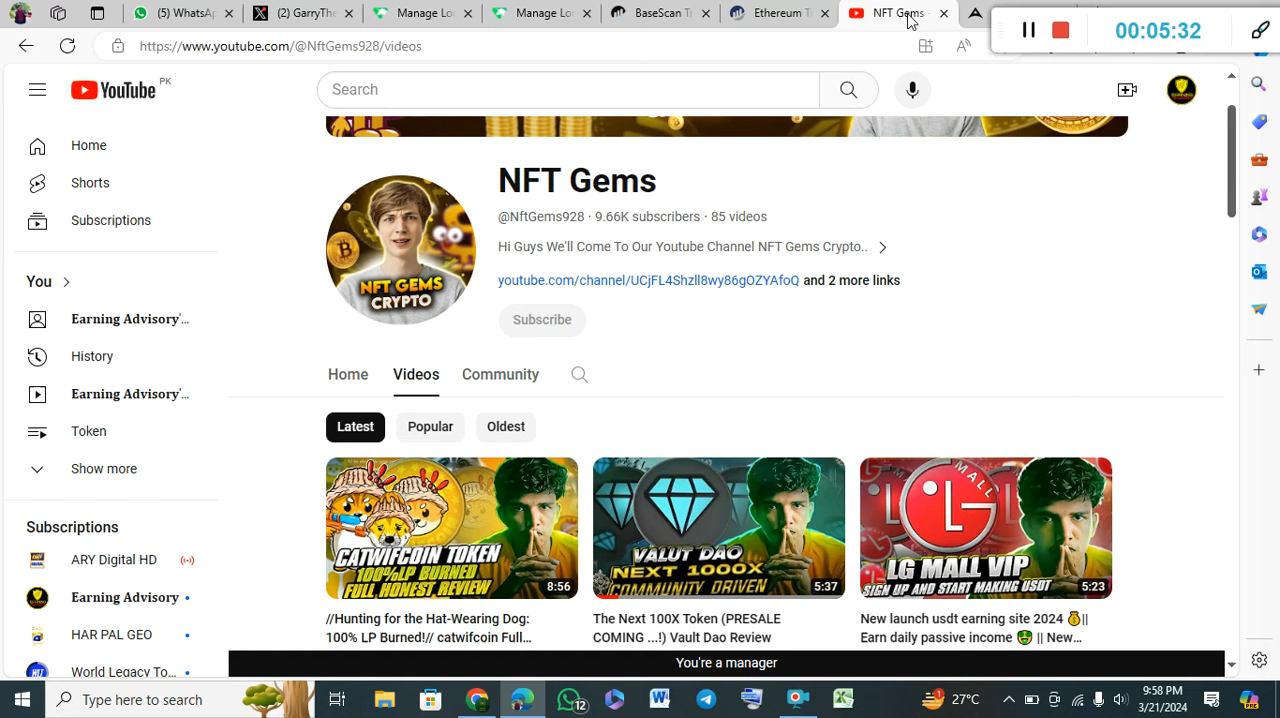 (5) WhatsA
(2) GarryThe
Manage Lo
Manage Lo
BaseScan T
Ethereum T
NFT Gems
00:05:32
https://www.youtube.com/@NftGems928/videos
YouTube PK
Search
Home
Shorts
Subscriptions
You
Earning Advisory'...
History
Earning Advisory'...
Token
Show more
Subscriptions
ARY Digital HD
Earning Advisory
HAR PAL GEO
World Legacy To...
NFT GEMS
CRYPTO
NFT Gems
@NftGems928 · 9.66K subscribers · 85 videos
Hi Guys We'll Come To Our Youtube Channel NFT Gems Crypto..
youtube.com/channel/UCjFL4Shzll8wy86gOZYAfoQ and 2 more links
Subscribe
Home Videos Community
Latest Popular Oldest
CATWIFCOIN TOKEN
100%LP BURNED
FULL HONEST REVIEW
8:56
//Hunting for the Hat-Wearing Dog:
100% LP Burned!// catwifcoin Full...
VALUT DAO
NEXT 1000X
COMMUNITY DRIVEN
5:37
The Next 100X Token (PRESALE
COMING ...!) Vault Dao Review
MALL
LG
LG MALL VIP
SIGN UP AND START MAKING USDT
5:23
New launch usdt earning site 2024 💰||
Earn daily passive income 🤑 || New...
You're a manager
Type here to search
12
27°C
9:58 PM
3/21/2024